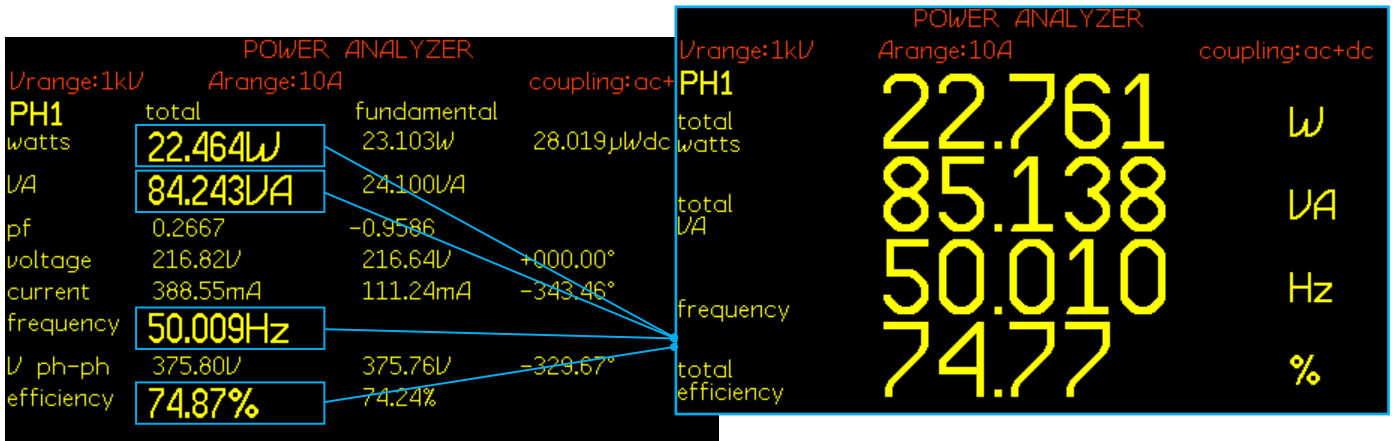 POWER ANALYZER
Vrange:1kV Arange:10A coupling:ac+
PH1 total fundamental
watts 22.464W 23.103W 28.019µWdc
VA 84.243VA 24.100VA
pf 0.2667 -0.9586
voltage 216.82V 216.64V +000.00°
current 388.55mA 111.24mA -343.46°
frequency 50.009Hz
V ph-ph 375.80V 375.76V -329.67°
efficiency 74.87% 74.24%
POWER ANALYZER
Vrange:1kV Arange:10A coupling:ac+dc
PH1
total
watts 22.761 W
total
VA 85.138 VA
frequency 50.010 Hz
total
efficiency 74.77 %